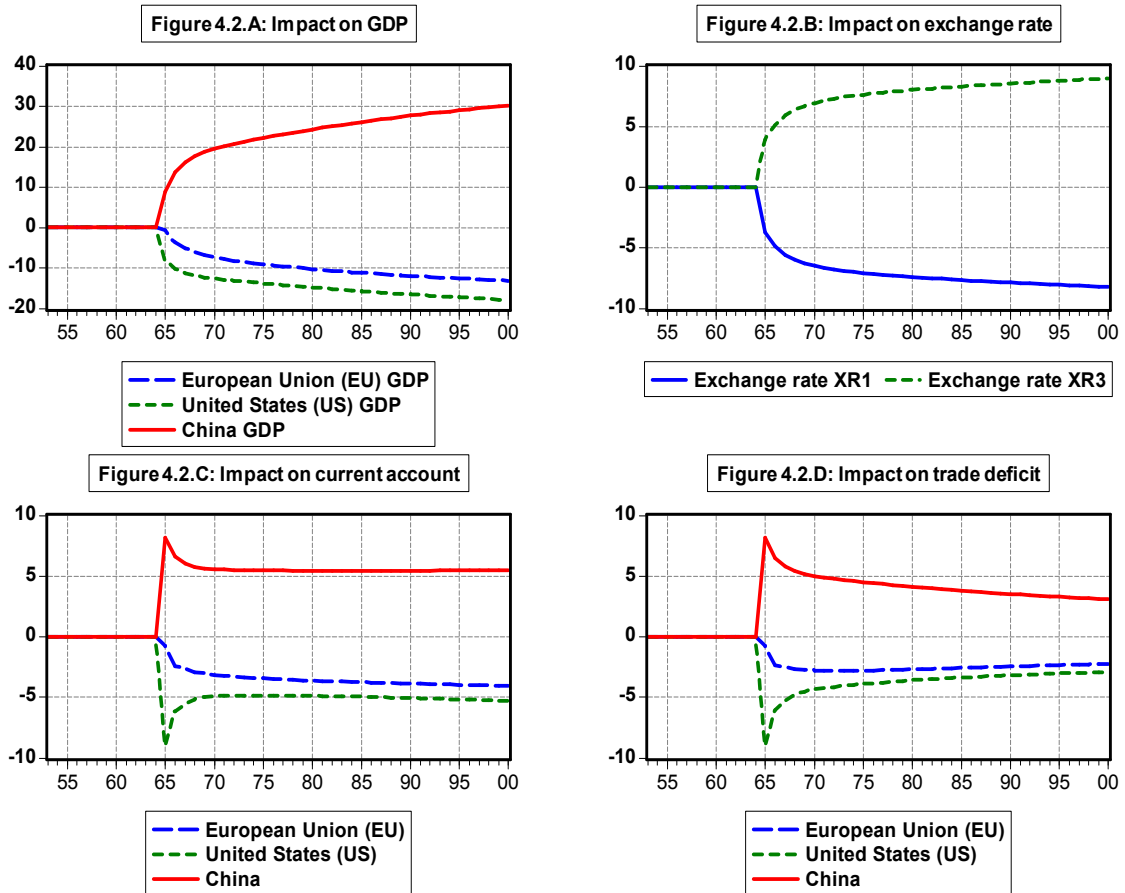 Figure 4.2.A: Impact on GDP
40
30
20
10
0
-10
-20
55 60 65 70 75 80 85 90 95 00
European Union (EU) GDP
United States (US) GDP
China GDP
Figure 4.2.B: Impact on exchange rate
10
5
0
-5
-10
55 60 65 70 75 80 85 90 95 00
Exchange rate XR1 Exchange rate XR3
Figure 4.2.C: Impact on current account
10
5
0
-5
-10
55 60 65 70 75 80 85 90 95 00
European Union (EU)
United States (US)
China
Figure 4.2.D: Impact on trade deficit
10
5
0
-5
-10
55 60 65 70 75 80 85 90 95 00
European Union (EU)
United States (US)
China